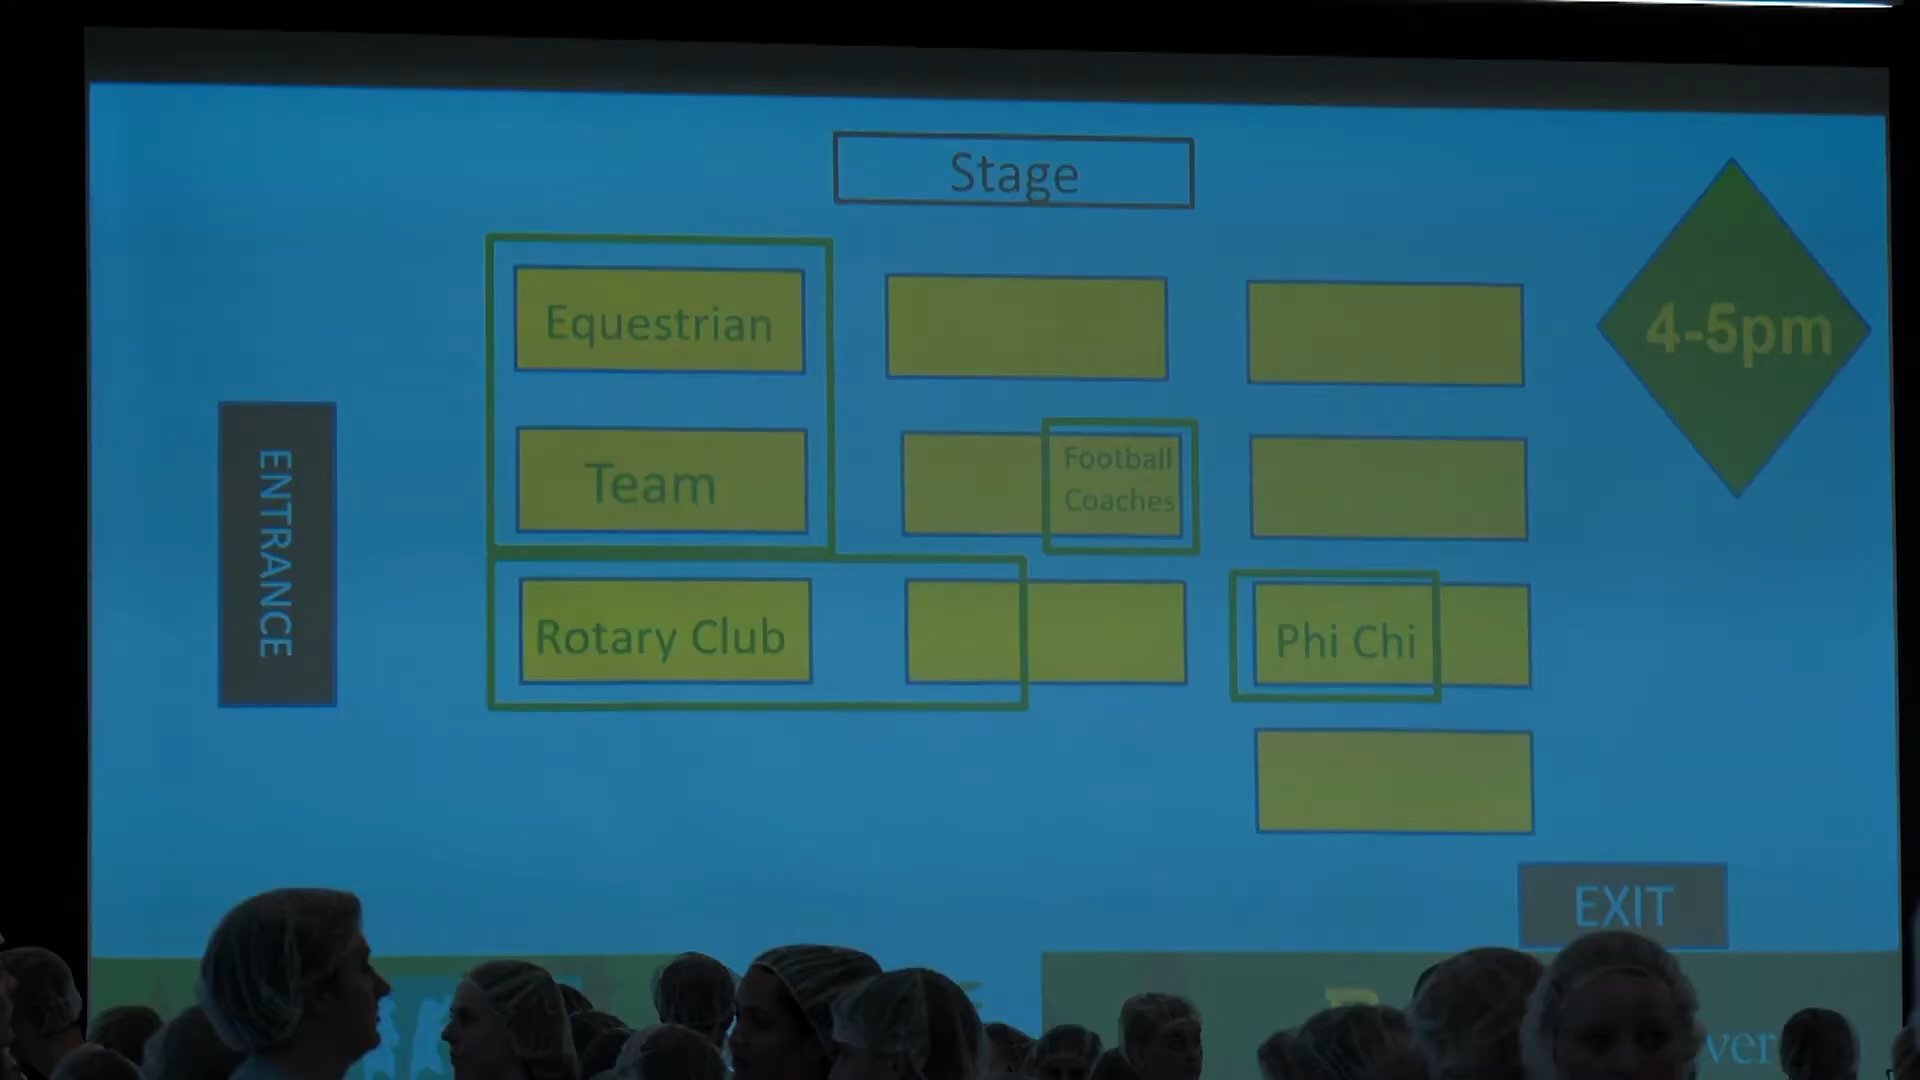 Stage
Equestrian
4-5pm
Football
Coaches
Team
ENTRANCE
Rotary Club
Phi Chi
EXIT